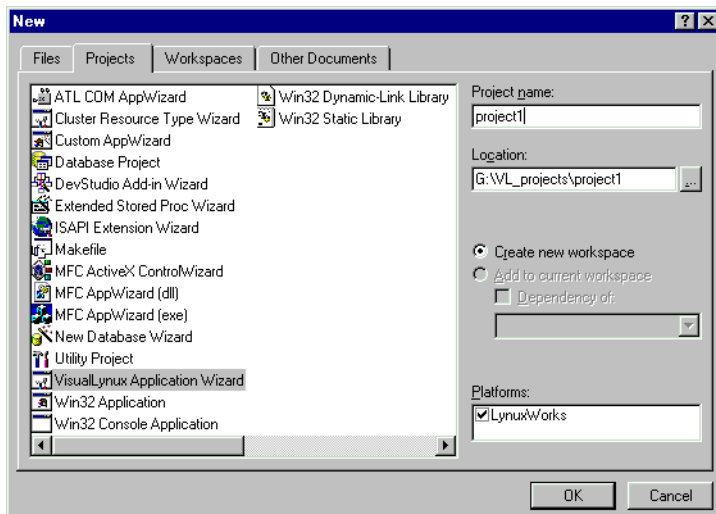 New
Files
Projects
Workspaces
Other Documents
ATL COM AppWizard
Cluster Resource Type Wizard
Custom AppWizard
Database Project
DevStudio Add-in Wizard
Extended Stored Proc Wizard
ISAPI Extension Wizard
Makefile
MFC ActiveX ControlWizard
MFC AppWizard (dll)
MFC AppWizard (exe)
New Database Wizard
Utility Project
VisualLynux Application Wizard
Win32 Application
Win32 Console Application
Win32 Dynamic-Link Library
Win32 Static Library
Project name:
project1
Location:
G:\VL_projects\project1
...
Create new workspace
Add to current workspace
Dependency of:
Platforms:
LynuxWorks
OK
Cancel